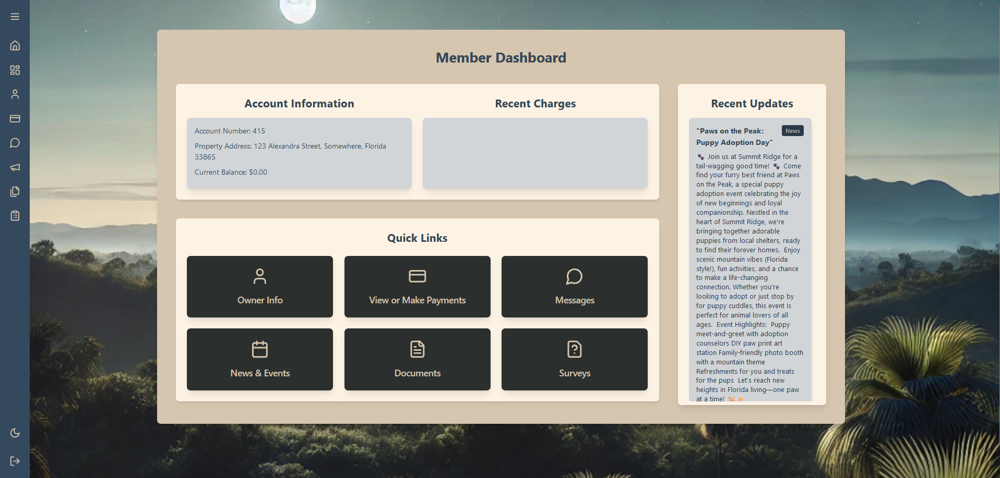 Member Dashboard
Account Information
Account Number: 415
Property Address: 123 Alexandra Street, Somewhere, Florida
33865
Current Balance: $0.00
Recent Charges
Quick Links
Owner Info
View or Make Payments
Messages
News & Events
Documents
Surveys
Recent Updates
"Paws on the Peak:
Puppy Adoption Day"
News
🐾 Join us at Summit Ridge for a
tail-wagging good time! 🐾 Come
find your furry best friend at Paws
on the Peak, a special puppy
adoption event celebrating the joy
of new beginnings and loyal
companionship. Nestled in the
heart of Summit Ridge, we're
bringing together adorable
puppies from local shelters, ready
to find their forever homes. Enjoy
scenic mountain vibes (Florida
style!), fun activities, and a chance
to make a life-changing
connection. Whether you're
looking to adopt or just stop by
for puppy cuddles, this event is
perfect for animal lovers of all
ages. Event Highlights: Puppy
meet-and-greet with adoption
counselors DIY paw print art
station Family-friendly photo booth
with a mountain theme
Refreshments for you and treats
for the pups Let's reach new
heights in Florida living—one paw
at a time!